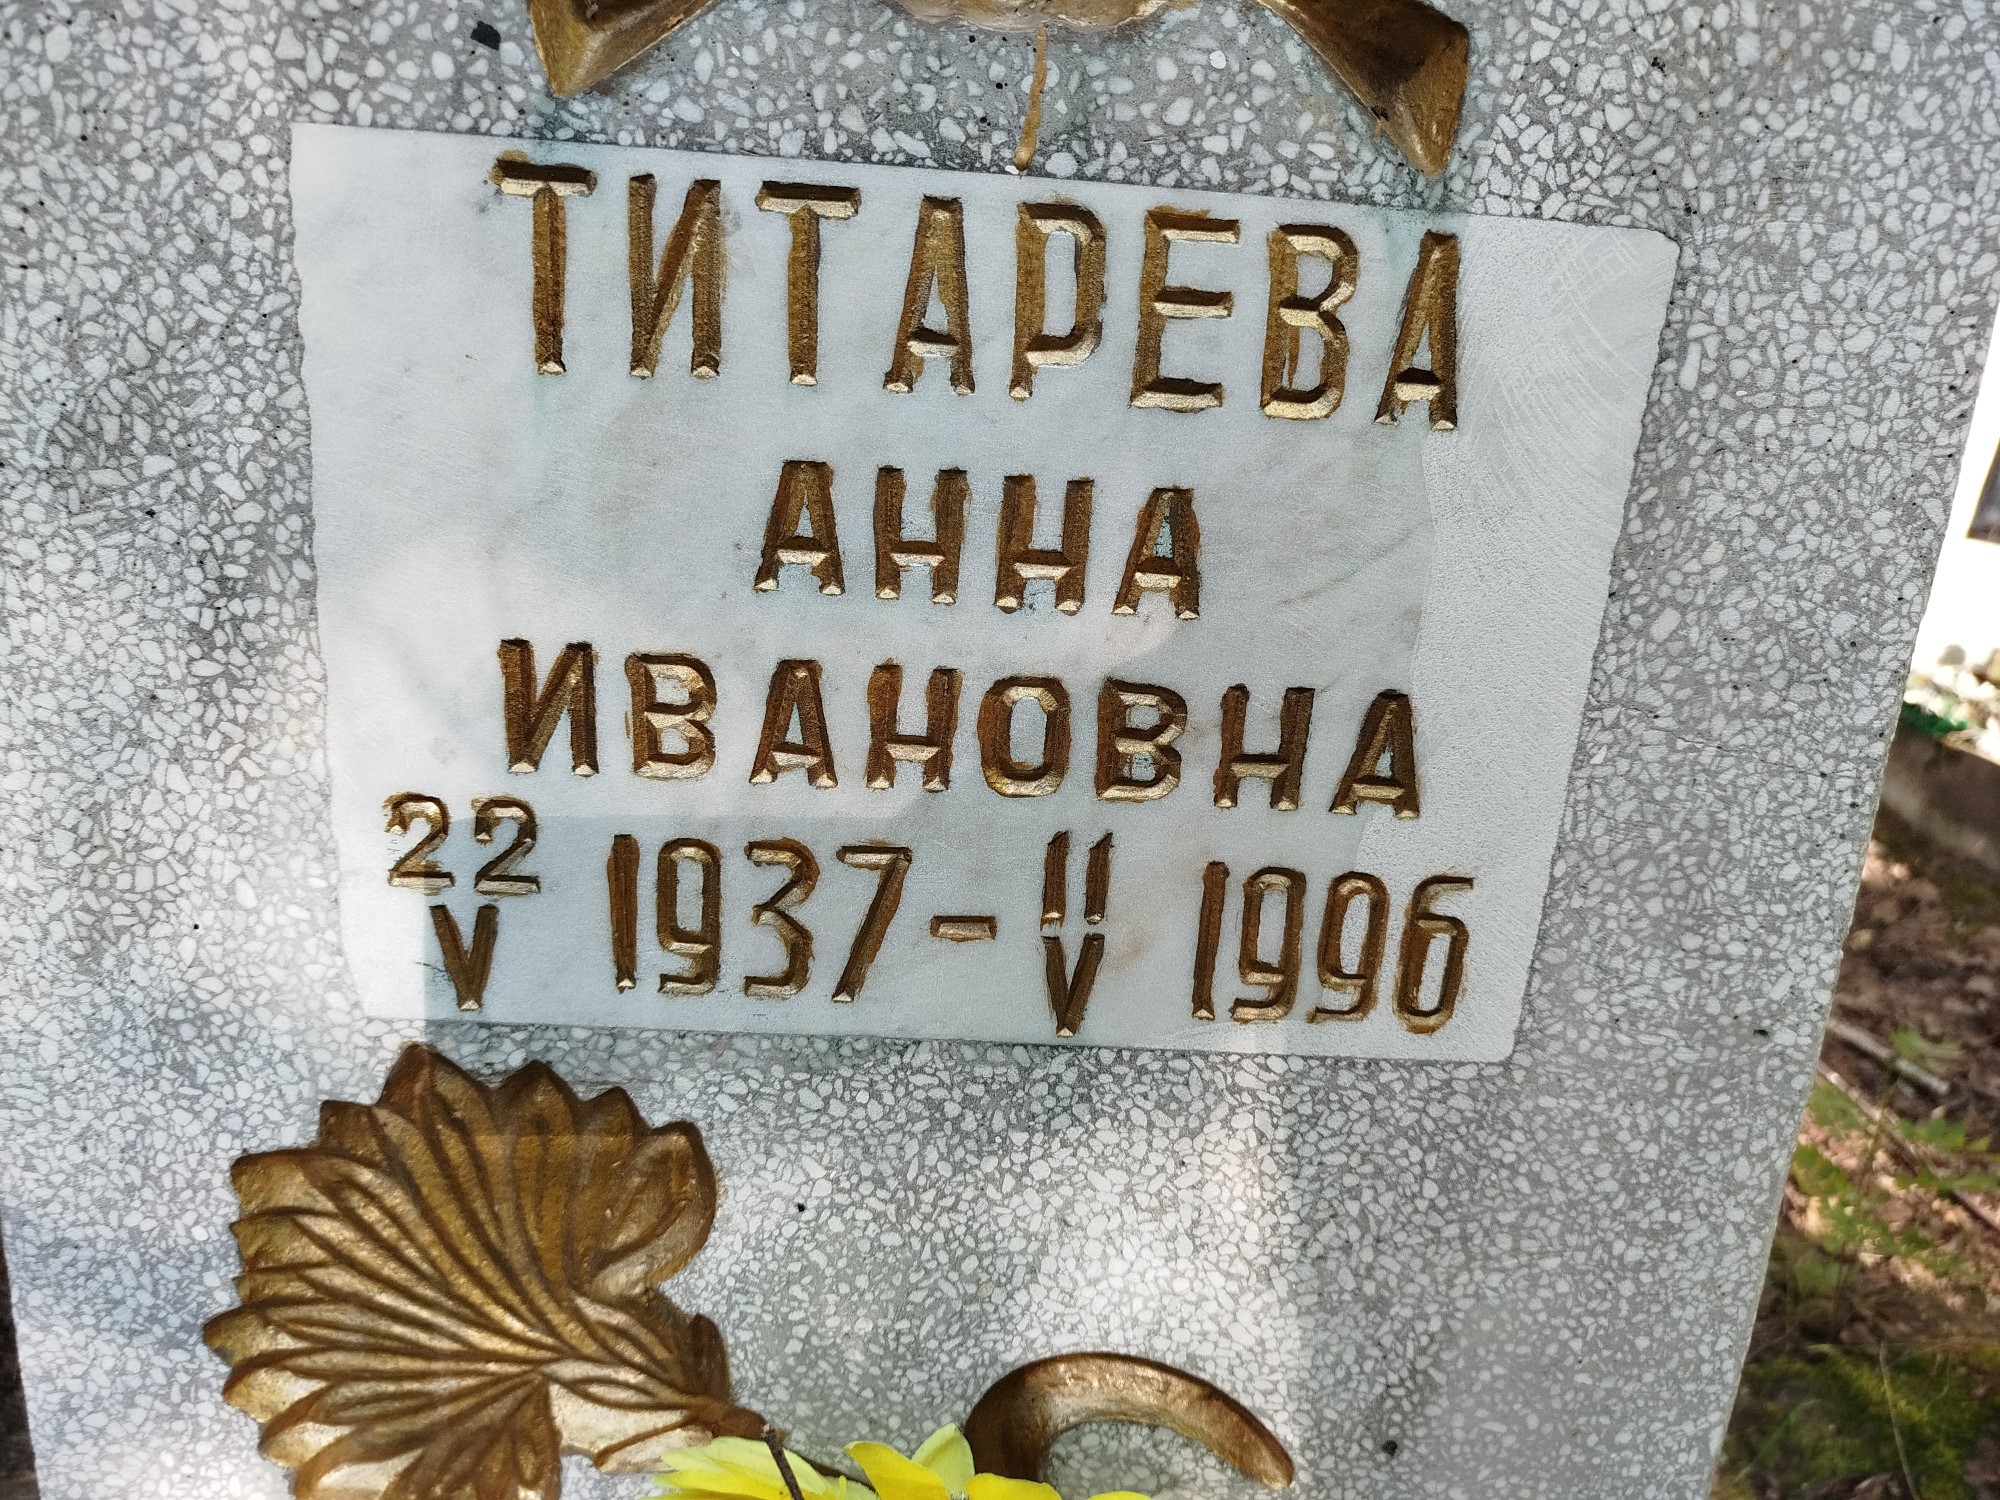 ТИТАРЕВА
АННА
ИВАНОВНА
22/V 1937 – 11/V 1996